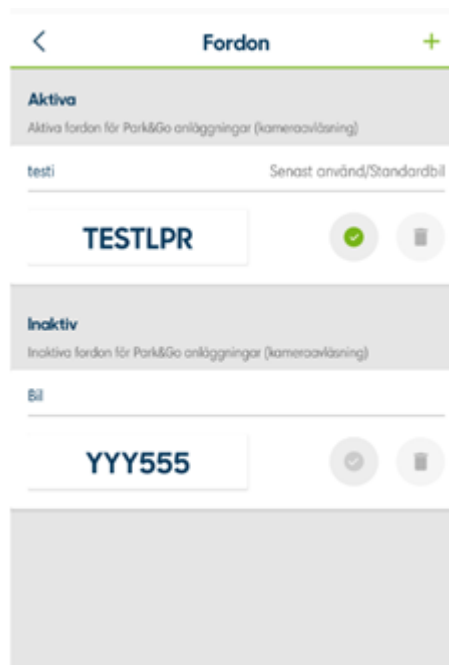 Fordon
Aktiva
Aktiva fordon för Park&Go anläggningar (kameraavläsning)
testi Senast använd/Standardbil
TESTLPR
Inaktiv
Inaktiva fordon för Park&Go anläggningar (kameraavläsning)
Bil
YYY555